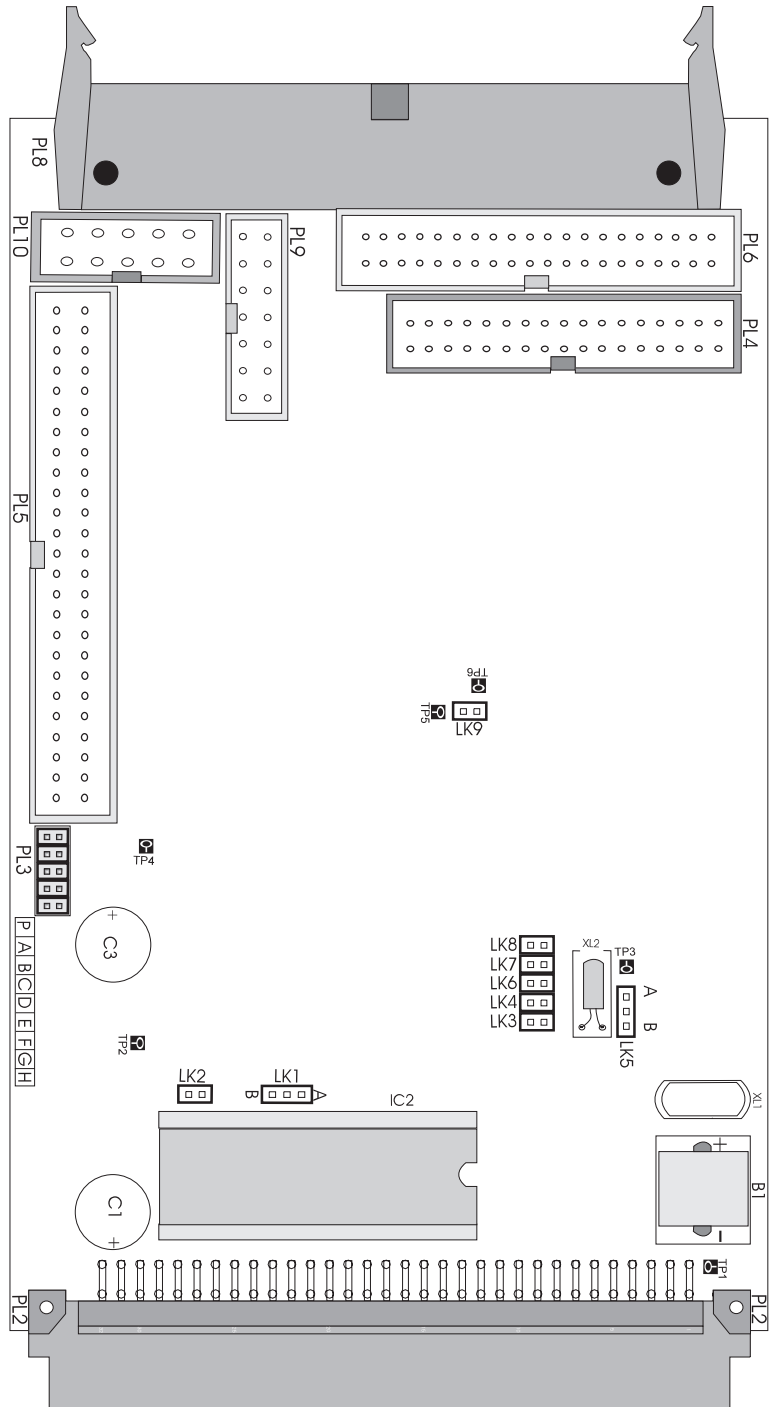 PL8
PL10
PL9
PL6
PL4
PL5
TP6
TP5
LK9
PL3
TP4
+
C3
P A B C D E F G H
LK8
LK7
LK6
LK4
LK3
XL2
TP3
A
B
LK5
TP2
LK2
B
LK1
A
IC2
XL1
+
B1
-
C1
+
TP1
PL2
PL2